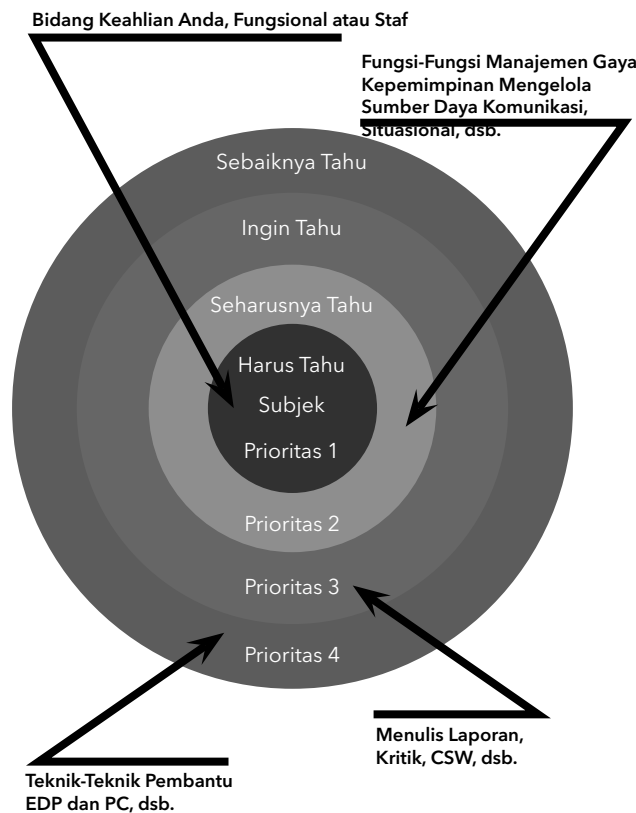 Bidang Keahlian Anda, Fungsional atau Staf
Fungsi-Fungsi Manajemen Gaya
Kepemimpinan Mengelola
Sumber Daya Komunikasi,
Situasional, dsb.
Sebaiknya Tahu
Ingin Tahu
Seharusnya Tahu
Harus Tahu
Subjek
Prioritas 1
Prioritas 2
Prioritas 3
Prioritas 4
Menulis Laporan,
Kritik, CSW, dsb.
Teknik-Teknik Pembantu
EDP dan PC, dsb.